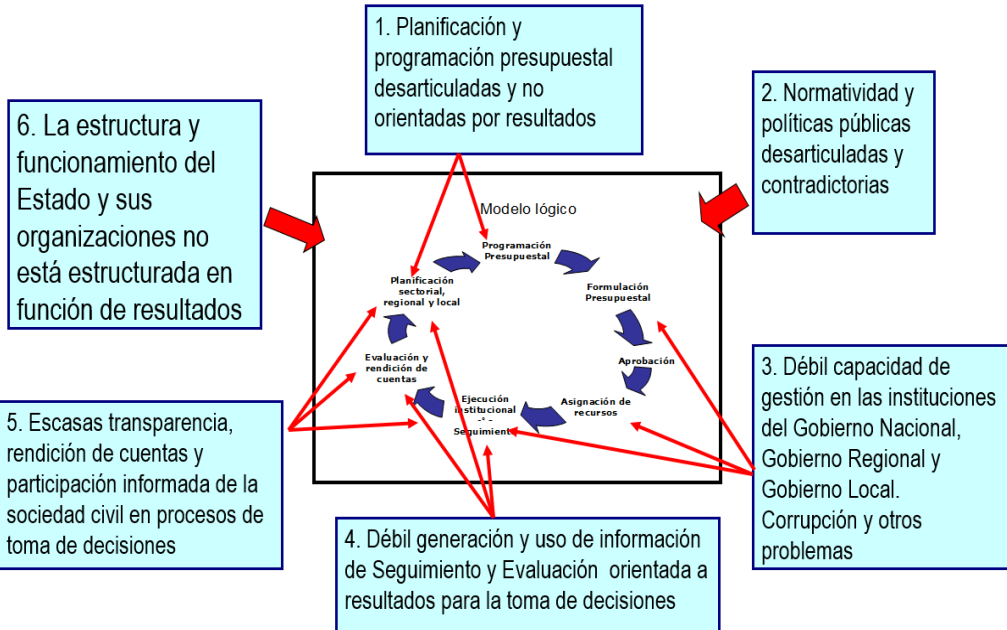 1. Planificación y
programación presupuestal
desarticuladas y no
orientadas por resultados
2. Normatividad y
políticas públicas
desarticuladas y
contradictorias
6. La estructura y
funcionamiento del
Estado y sus
organizaciones no
está estructurada en
función de resultados
Modelo lógico
Programación
Presupuestal
Planificación
sectorial,
regional y local
Formulación
Presupuestal
Aprobación
Evaluación y
rendición de
cuentas
Asignación de
recursos
Ejecución
institucional
Seguimiento
3. Débil capacidad de
gestión en las instituciones
del Gobierno Nacional,
Gobierno Regional y
Gobierno Local.
Corrupción y otros
problemas
5. Escasas transparencia,
rendición de cuentas y
participación informada de la
sociedad civil en procesos de
toma de decisiones
4. Débil generación y uso de información
de Seguimiento y Evaluación orientada a
resultados para la toma de decisiones